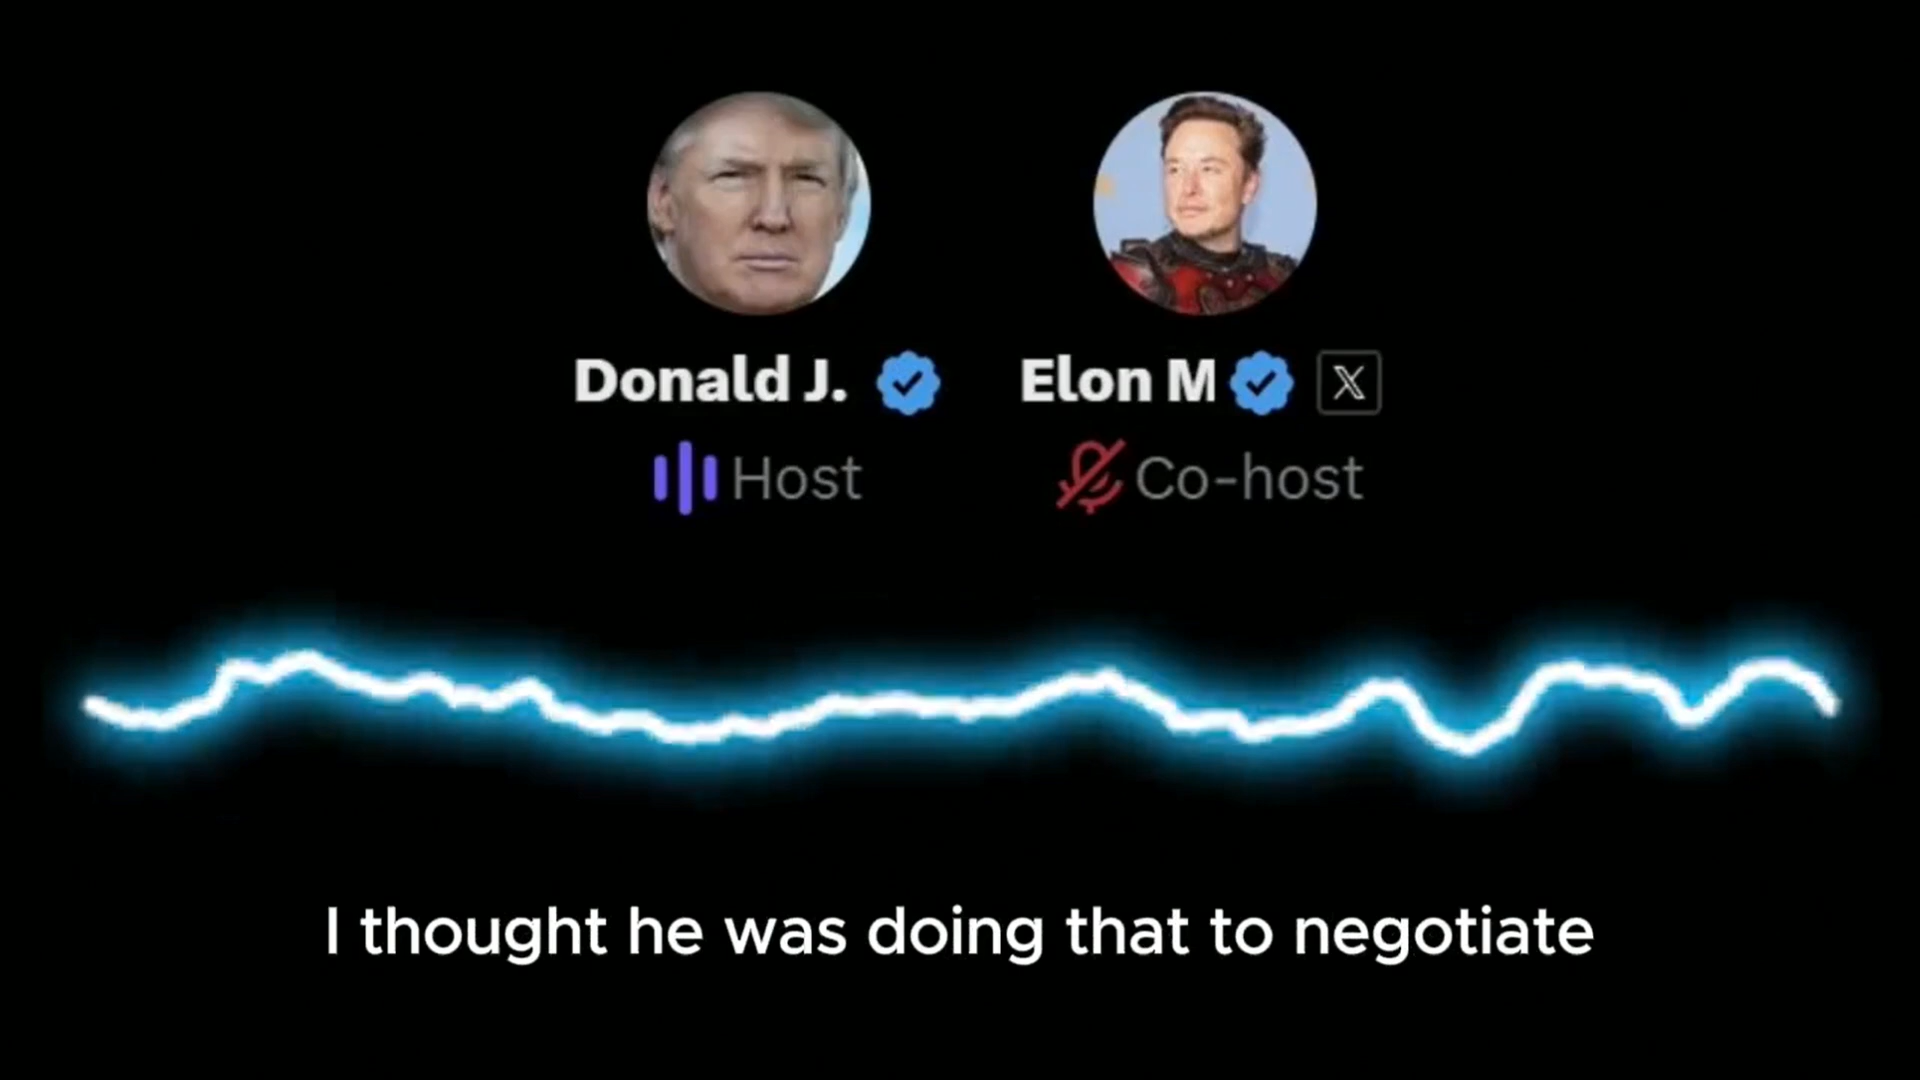 Donald J.
Elon M X
Host
Co-host
I thought he was doing that to negotiate